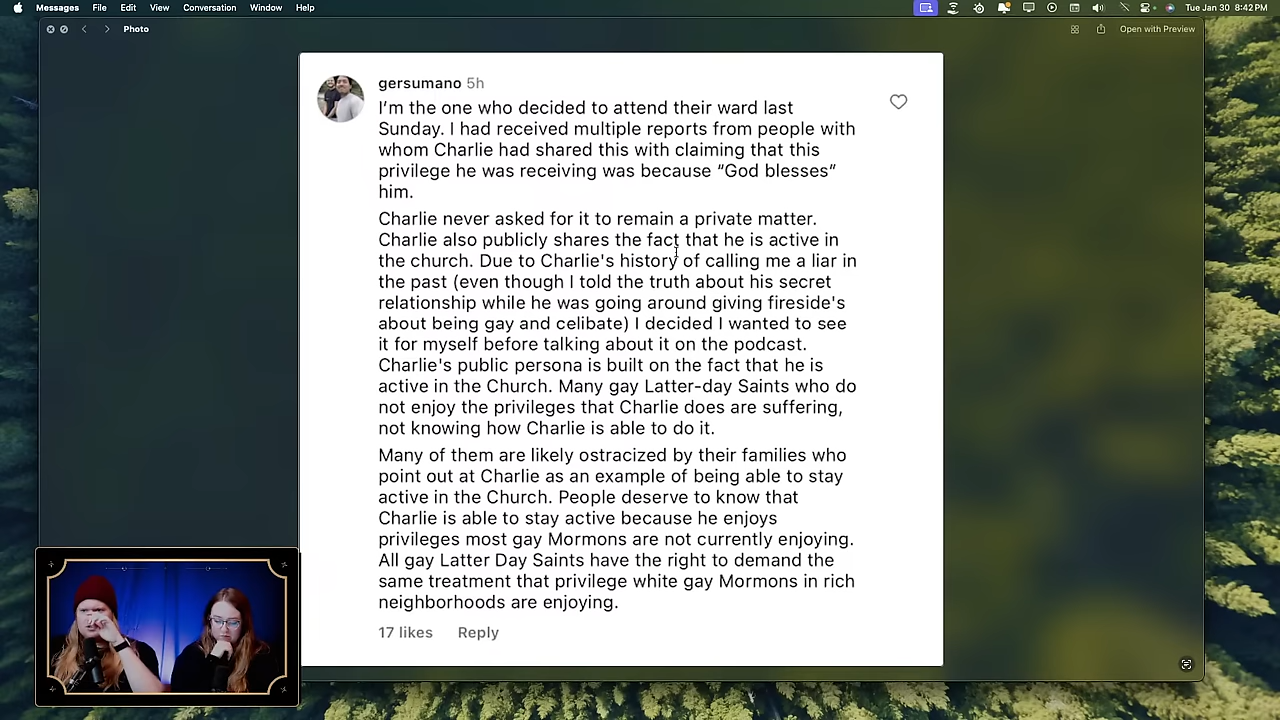 Messages File Edit View Conversation Window Help Tue Jan 30 8:42 PM
Photo Open with Preview
gersumano 5h
I’m the one who decided to attend their ward last
Sunday. I had received multiple reports from people with
whom Charlie had shared this with claiming that this
privilege he was receiving was because “God blesses”
him.
Charlie never asked for it to remain a private matter.
Charlie also publicly shares the fact that he is active in
the church. Due to Charlie's history of calling me a liar in
the past (even though I told the truth about his secret
relationship while he was going around giving fireside's
about being gay and celibate) I decided I wanted to see
it for myself before talking about it on the podcast.
Charlie's public persona is built on the fact that he is
active in the Church. Many gay Latter-day Saints who do
not enjoy the privileges that Charlie does are suffering,
not knowing how Charlie is able to do it.
Many of them are likely ostracized by their families who
point out at Charlie as an example of being able to stay
active in the Church. People deserve to know that
Charlie is able to stay active because he enjoys
privileges most gay Mormons are not currently enjoying.
All gay Latter Day Saints have the right to demand the
same treatment that privilege white gay Mormons in rich
neighborhoods are enjoying.
17 likes Reply